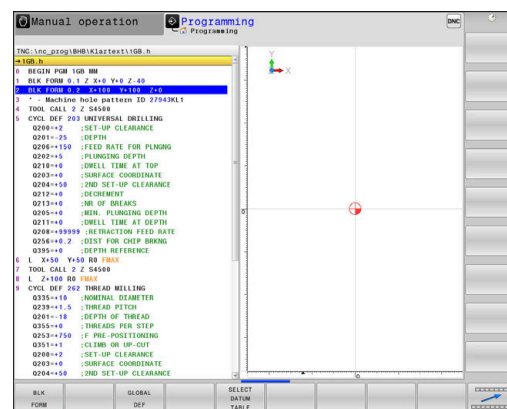 Manual operation
Programming
Programming
DNC
TNC:\nc_prog\BHB\Klartext\1GB.h
→1GB.h
0 BEGIN PGM 1GB MM
1 BLK FORM 0.1 Z X+0 Y+0 Z-40
2 BLK FORM 0.2 X+100 Y+100 Z+0
3 * - Machine hole pattern ID 27943KL1
4 TOOL CALL 2 Z S4500
5 CYCL DEF 203 UNIVERSAL DRILLING
Q200=+2 ;SET-UP CLEARANCE
Q201=-25 ;DEPTH
Q206=+150 ;FEED RATE FOR PLNGNG
Q202=+5 ;PLUNGING DEPTH
Q210=+0 ;DWELL TIME AT TOP
Q203=+0 ;SURFACE COORDINATE
Q204=+50 ;2ND SET-UP CLEARANCE
Q212=+0 ;DECREMENT
Q213=+0 ;NR OF BREAKS
Q205=+0 ;MIN. PLUNGING DEPTH
Q211=+0 ;DWELL TIME AT DEPTH
Q208=+99999 ;RETRACTION FEED RATE
Q256=+0.2 ;DIST FOR CHIP BRKNG
Q395=+0 ;DEPTH REFERENCE
6 L X+50 Y+50 R0 FMAX
7 TOOL CALL 2 Z S4500
8 L Z+100 R0 FMAX
9 CYCL DEF 262 THREAD MILLING
Q335=+10 ;NOMINAL DIAMETER
Q239=+1.5 ;THREAD PITCH
Q201=-18 ;DEPTH OF THREAD
Q355=+0 ;THREADS PER STEP
Q253=+750 ;F PRE-POSITIONING
Q351=+1 ;CLIMB OR UP-CUT
Q200=+2 ;SET-UP CLEARANCE
Q203=+0 ;SURFACE COORDINATE
Q204=+50 ;2ND SET-UP CLEARANCE
Y
X
0
0
BLK
FORM
GLOBAL
DEF
SELECT
DATUM
TABLE